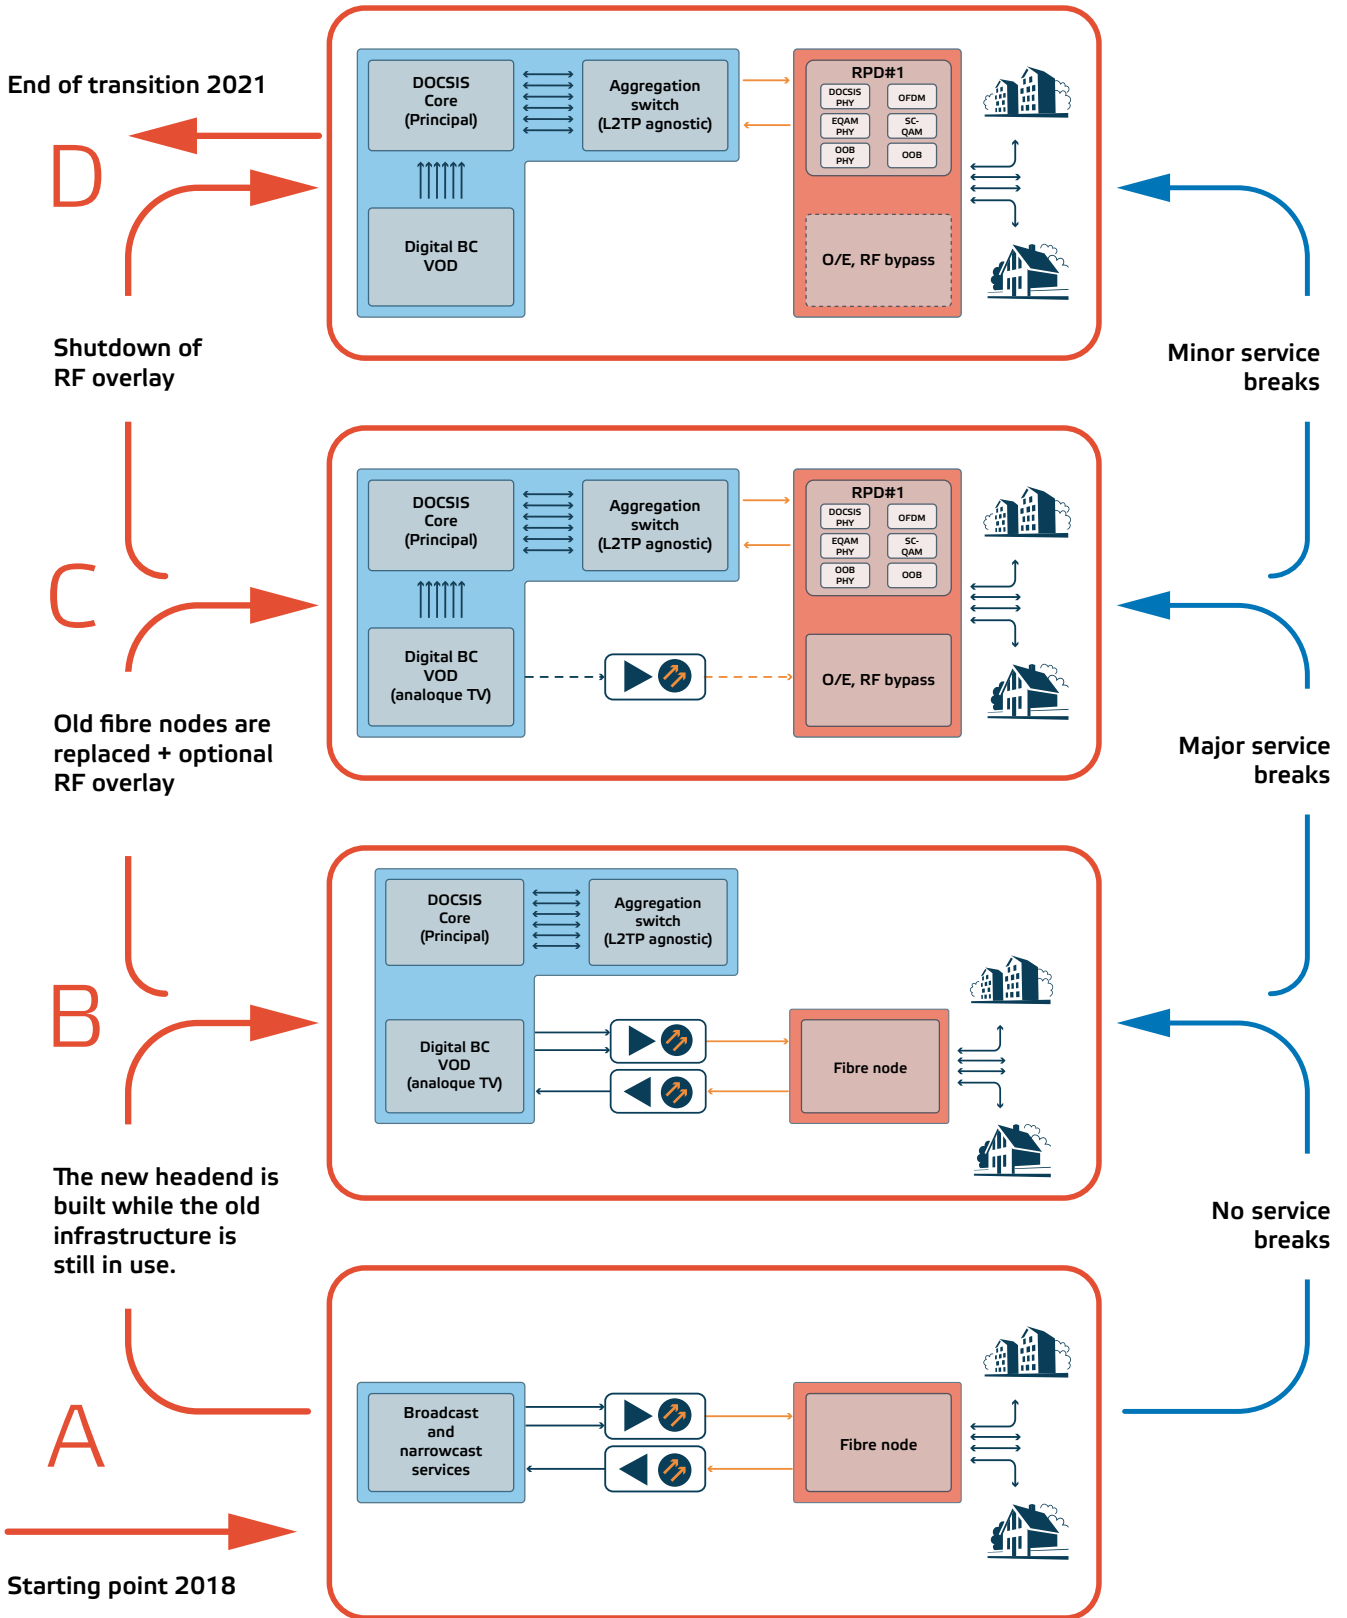 End of transition 2021
D
DOCSIS
Core
(Principal)
Aggregation
switch
(L2TP agnostic)
Digital BC
VOD
RPD#1
DOCSIS
PHY
OFDM
EQAM
PHY
SC-
QAM
OOB
PHY
OOB
O/E, RF bypass
Shutdown of
RF overlay
Minor service
breaks
C
DOCSIS
Core
(Principal)
Aggregation
switch
(L2TP agnostic)
Digital BC
VOD
(analoque TV)
RPD#1
DOCSIS
PHY
OFDM
EQAM
PHY
SC-
QAM
OOB
PHY
OOB
O/E, RF bypass
Old fibre nodes are
replaced + optional
RF overlay
Major service
breaks
B
DOCSIS
Core
(Principal)
Aggregation
switch
(L2TP agnostic)
Digital BC
VOD
(analoque TV)
Fibre node
The new headend is
built while the old
infrastructure is
still in use.
No service
breaks
A
Broadcast
and
narrowcast
services
Fibre node
Starting point 2018